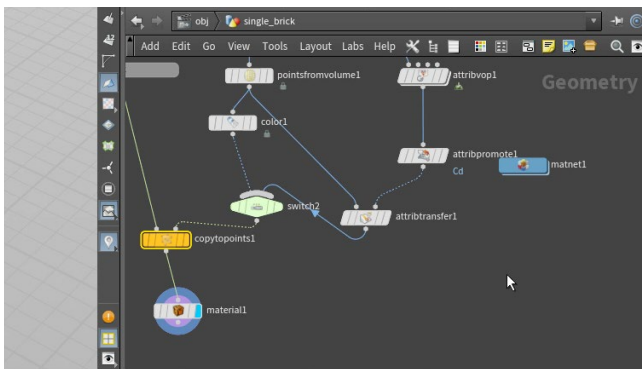 obj single_brick
Add Edit Go View Tools Layout Labs Help
Geometry
pointsfromvolume1
attribvop1
color1
attribpromote1
Cd
matnet1
switch2
attribtransfer1
copytopoints1
material1